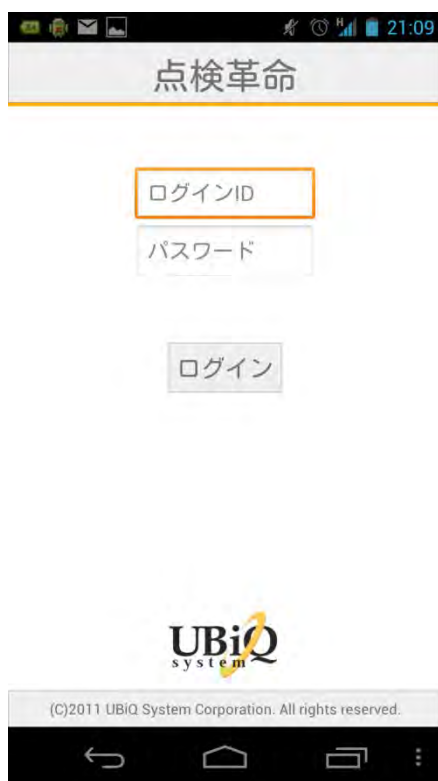 84 H 21:09
点検革命
ログインID
パスワード
ログイン
UBiQ
system
(C)2011 UBiQ System Corporation. All rights reserved.